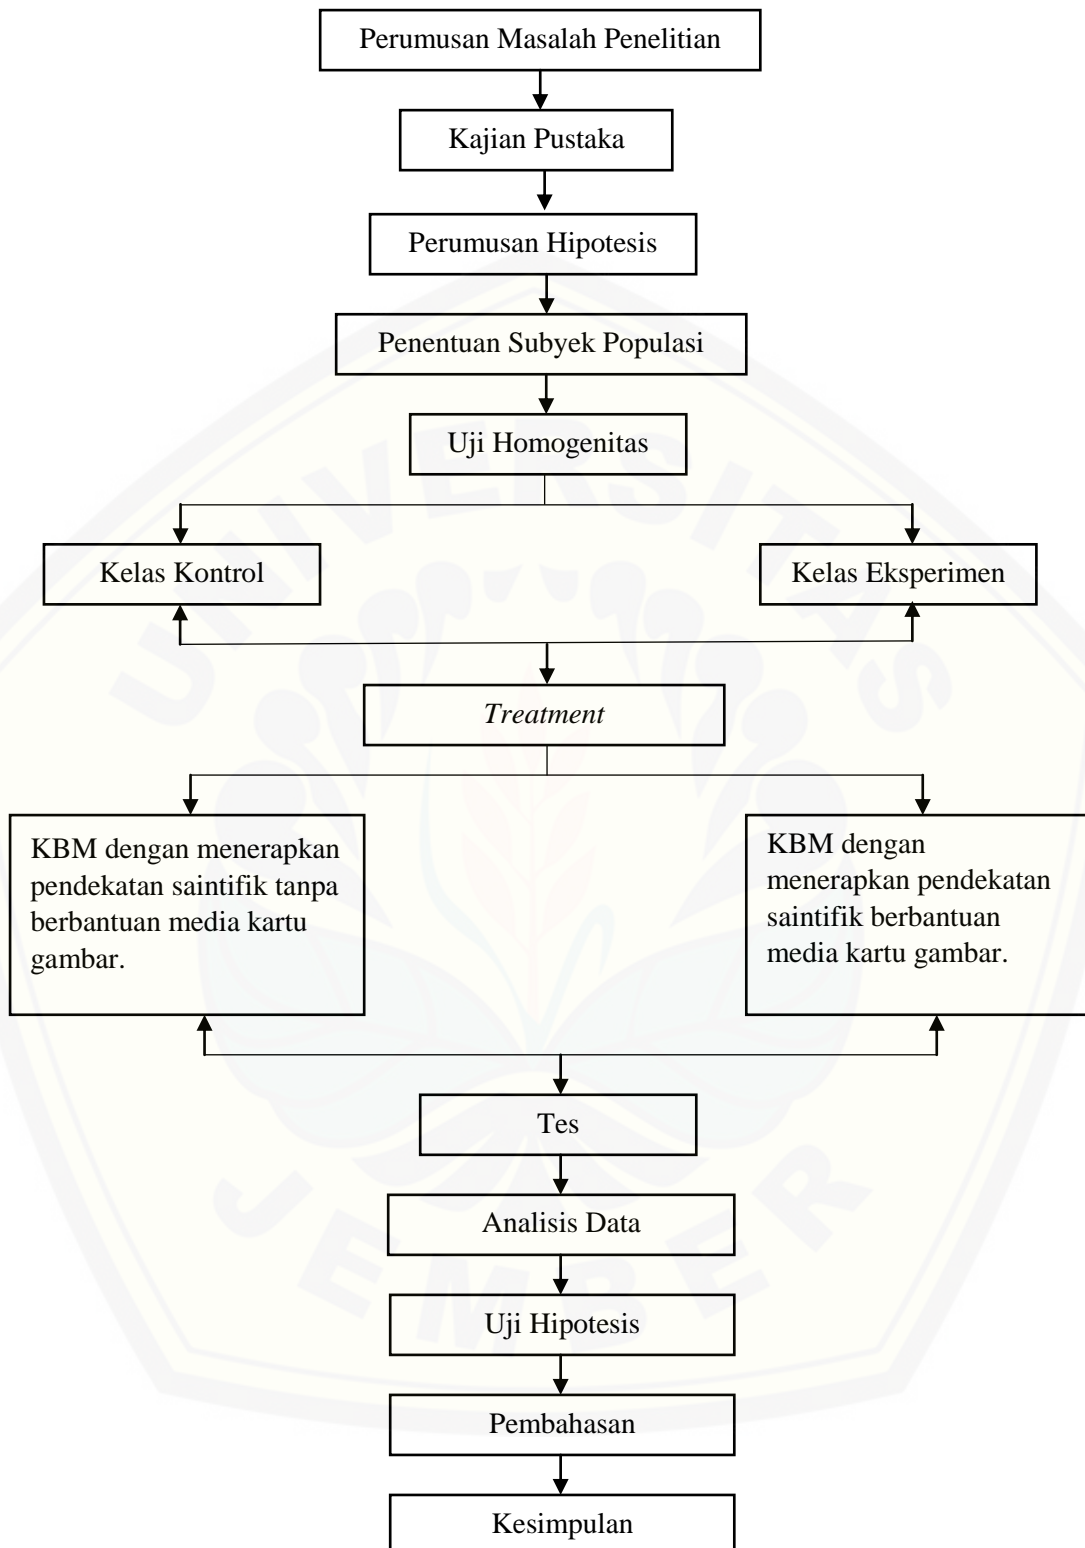 Perumusan Masalah Penelitian
Kajian Pustaka
Perumusan Hipotesis
Penentuan Subyek Populasi
Uji Homogenitas
Kelas Kontrol
Kelas Eksperimen
Treatment
KBM dengan menerapkan
pendekatan saintifik tanpa
berbantuan media kartu
gambar.
KBM dengan
menerapkan pendekatan
saintifik berbantuan
media kartu gambar.
Tes
Analisis Data
Uji Hipotesis
Pembahasan
Kesimpulan
UNIVERSITAS
JEMBER